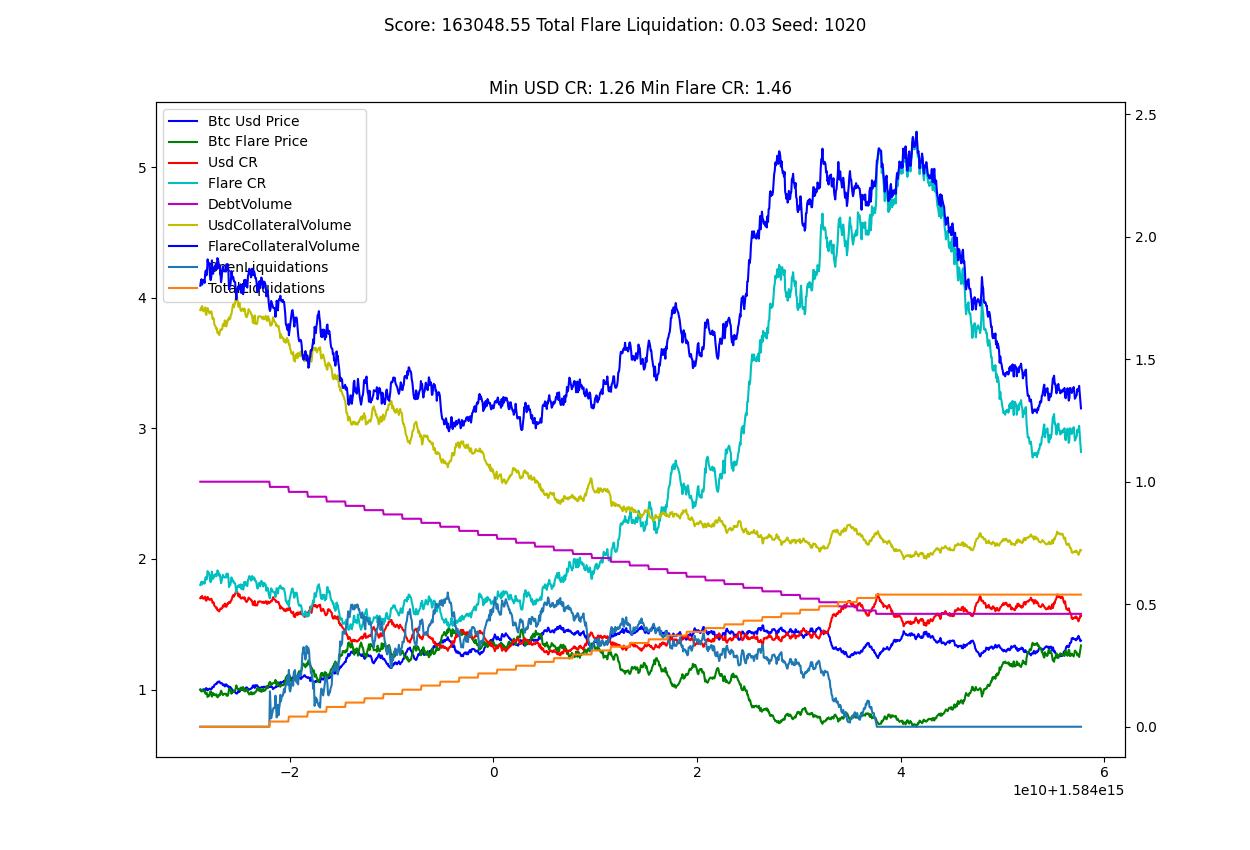 Score: 163048.55 Total Flare Liquidation: 0.03 Seed: 1020
Min USD CR: 1.26 Min Flare CR: 1.46
Btc Usd Price
Btc Flare Price
Usd CR
Flare CR
DebtVolume
UsdCollateralVolume
FlareCollateralVolume
OpenLiquidations
TotalLiquidations
5
4
3
2
1
2.5
2.0
1.5
1.0
0.5
0.0
−2 0 2 4 6
1e10+1.584e15